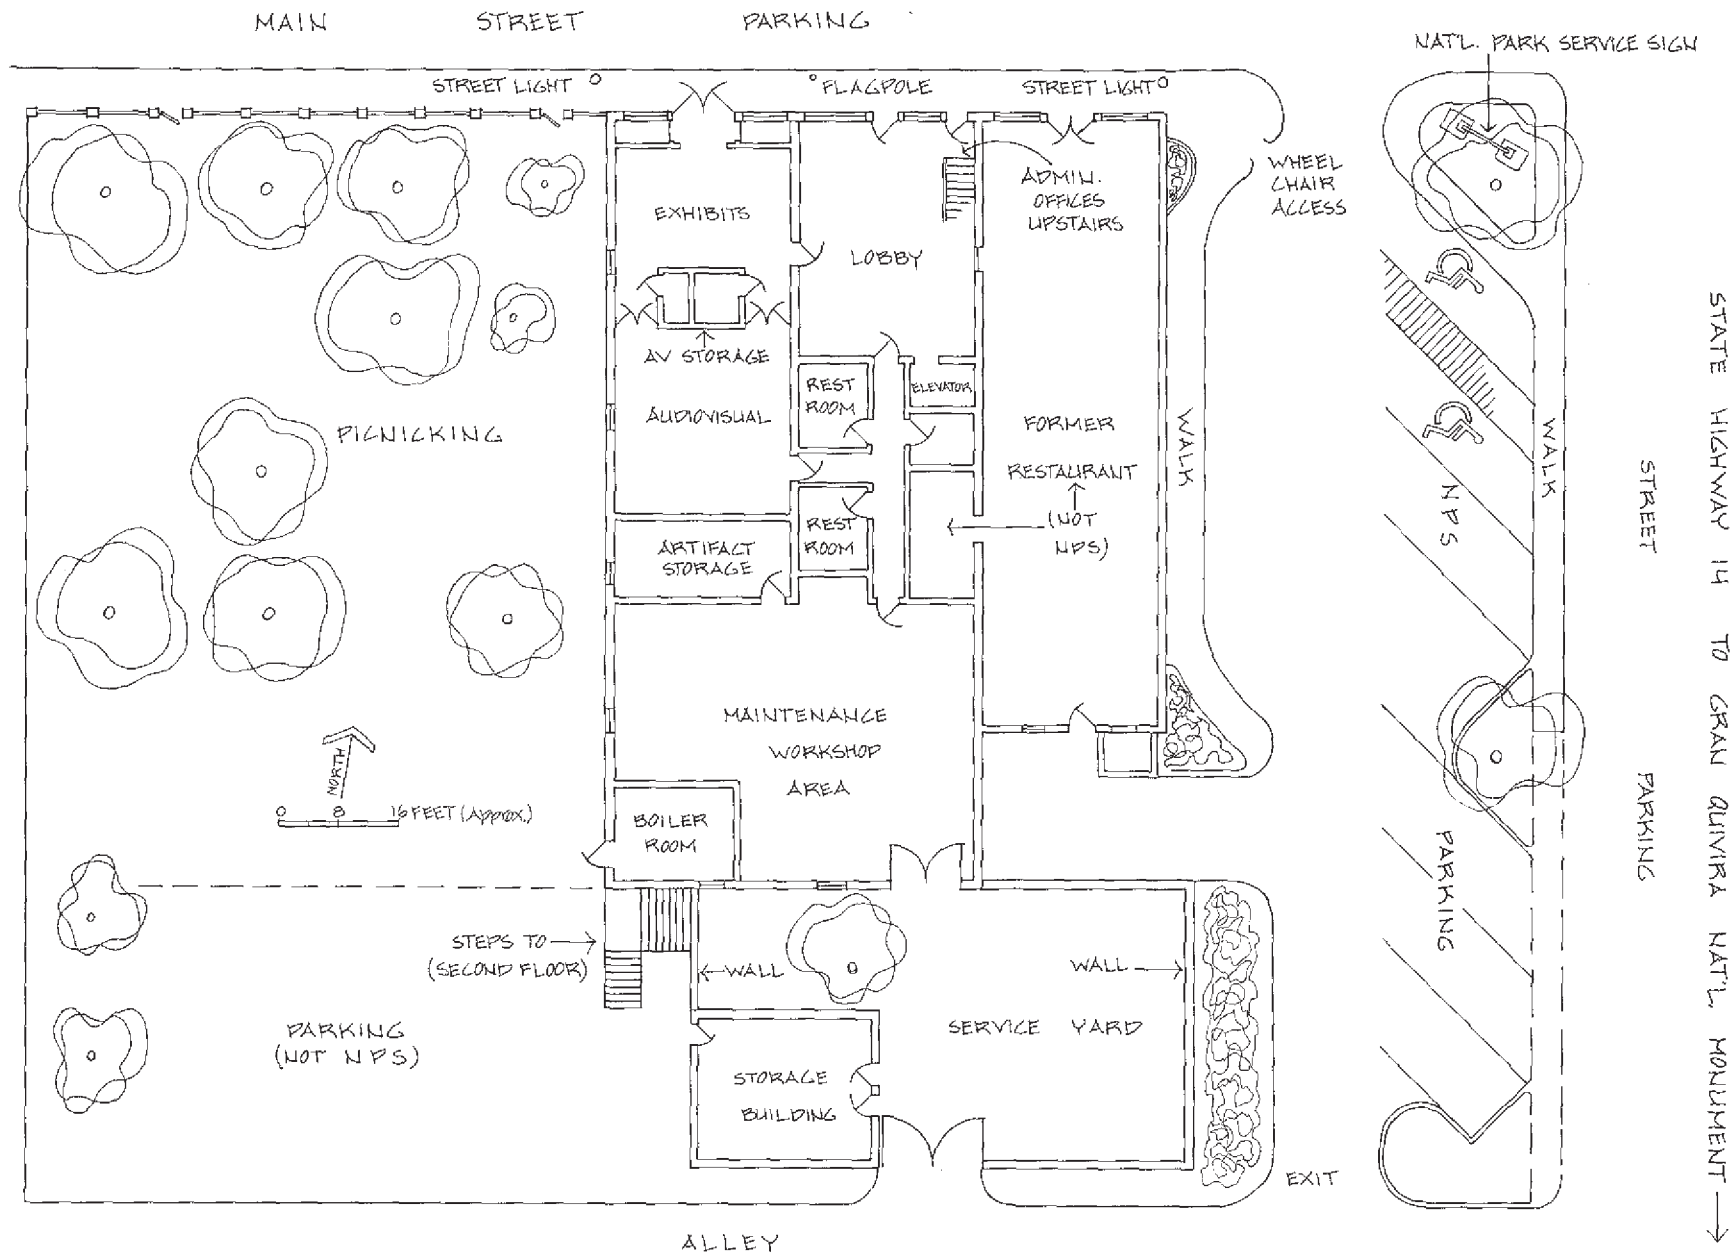 MAIN STREET PARKING
NAT'L. PARK SERVICE SIGN
STREET LIGHT
FLAGPOLE
STREET LIGHT
WHEEL
CHAIR
ACCESS
ADMIN.
OFFICES
UPSTAIRS
EXHIBITS
LOBBY
AV STORAGE
AUDIOVISUAL
REST
ROOM
ELEVATOR
PICNICKING
FORMER
RESTAURANT
(NOT
NPS)
WALK
WALK
NPS
STREET
STATE HIGHWAY 14 TO GRAN QUIVIRA NAT'L. MONUMENT
REST
ROOM
ARTIFACT
STORAGE
MAINTENANCE
WORKSHOP
AREA
NORTH
0 8 16 FEET (Approx.)
BOILER
ROOM
PARKING
PARKING
STEPS TO
(SECOND FLOOR)
WALL
WALL
PARKING
(NOT NPS)
SERVICE YARD
STORAGE
BUILDING
EXIT
ALLEY